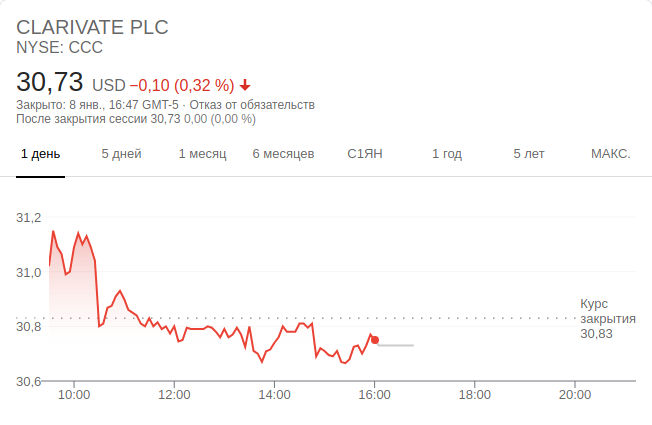 CLARIVATE PLC
NYSE: CCC
30,73 USD −0,10 (0,32 %)
Закрыто: 8 янв., 16:47 GMT-5 · Отказ от обязательств
После закрытия сессии 30,73 0,00 (0,00 %)
1 день 5 дней 1 месяц 6 месяцев С1ЯН 1 год 5 лет МАКС.
31,2
31,0
Курс
30,8 закрытия
30,83
30,6
10:00 12:00 14:00 16:00 18:00 20:00